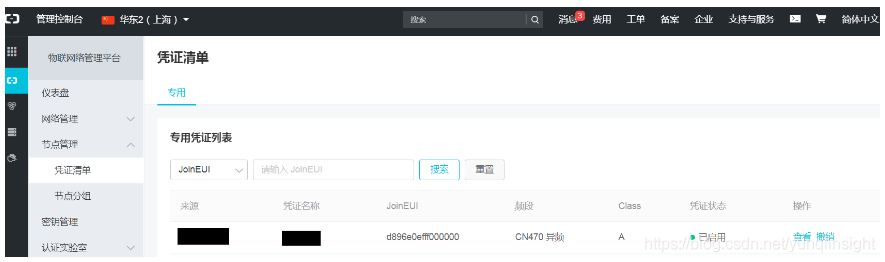 管理控制台 华东2（上海） 搜索 消息 3 费用 工单 备案 企业 支持与服务 简体中文
物联网络管理平台
仪表盘
网络管理
节点管理
凭证清单
节点分组
密钥管理
认证实验室
凭证清单
专用
专用凭证列表
JoinEUI 请输入 JoinEUI 搜索 重置
来源 凭证名称 JoinEUI 频段 Class 凭证状态 操作
d896e0efff000000 CN470 异频 A 已启用 查看 撤销
https://blog.csdn.net/yunqiinsight